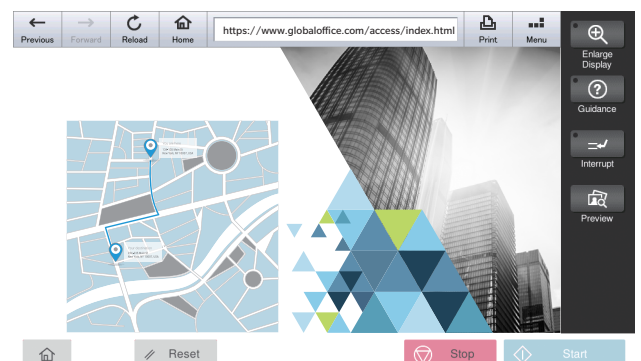 Previous
Forward
Reload
Home
https://www.globaloffice.com/access/index.html
Print
Menu
Enlarge
Display
Guidance
Interrupt
Preview
Reset
Stop
Start